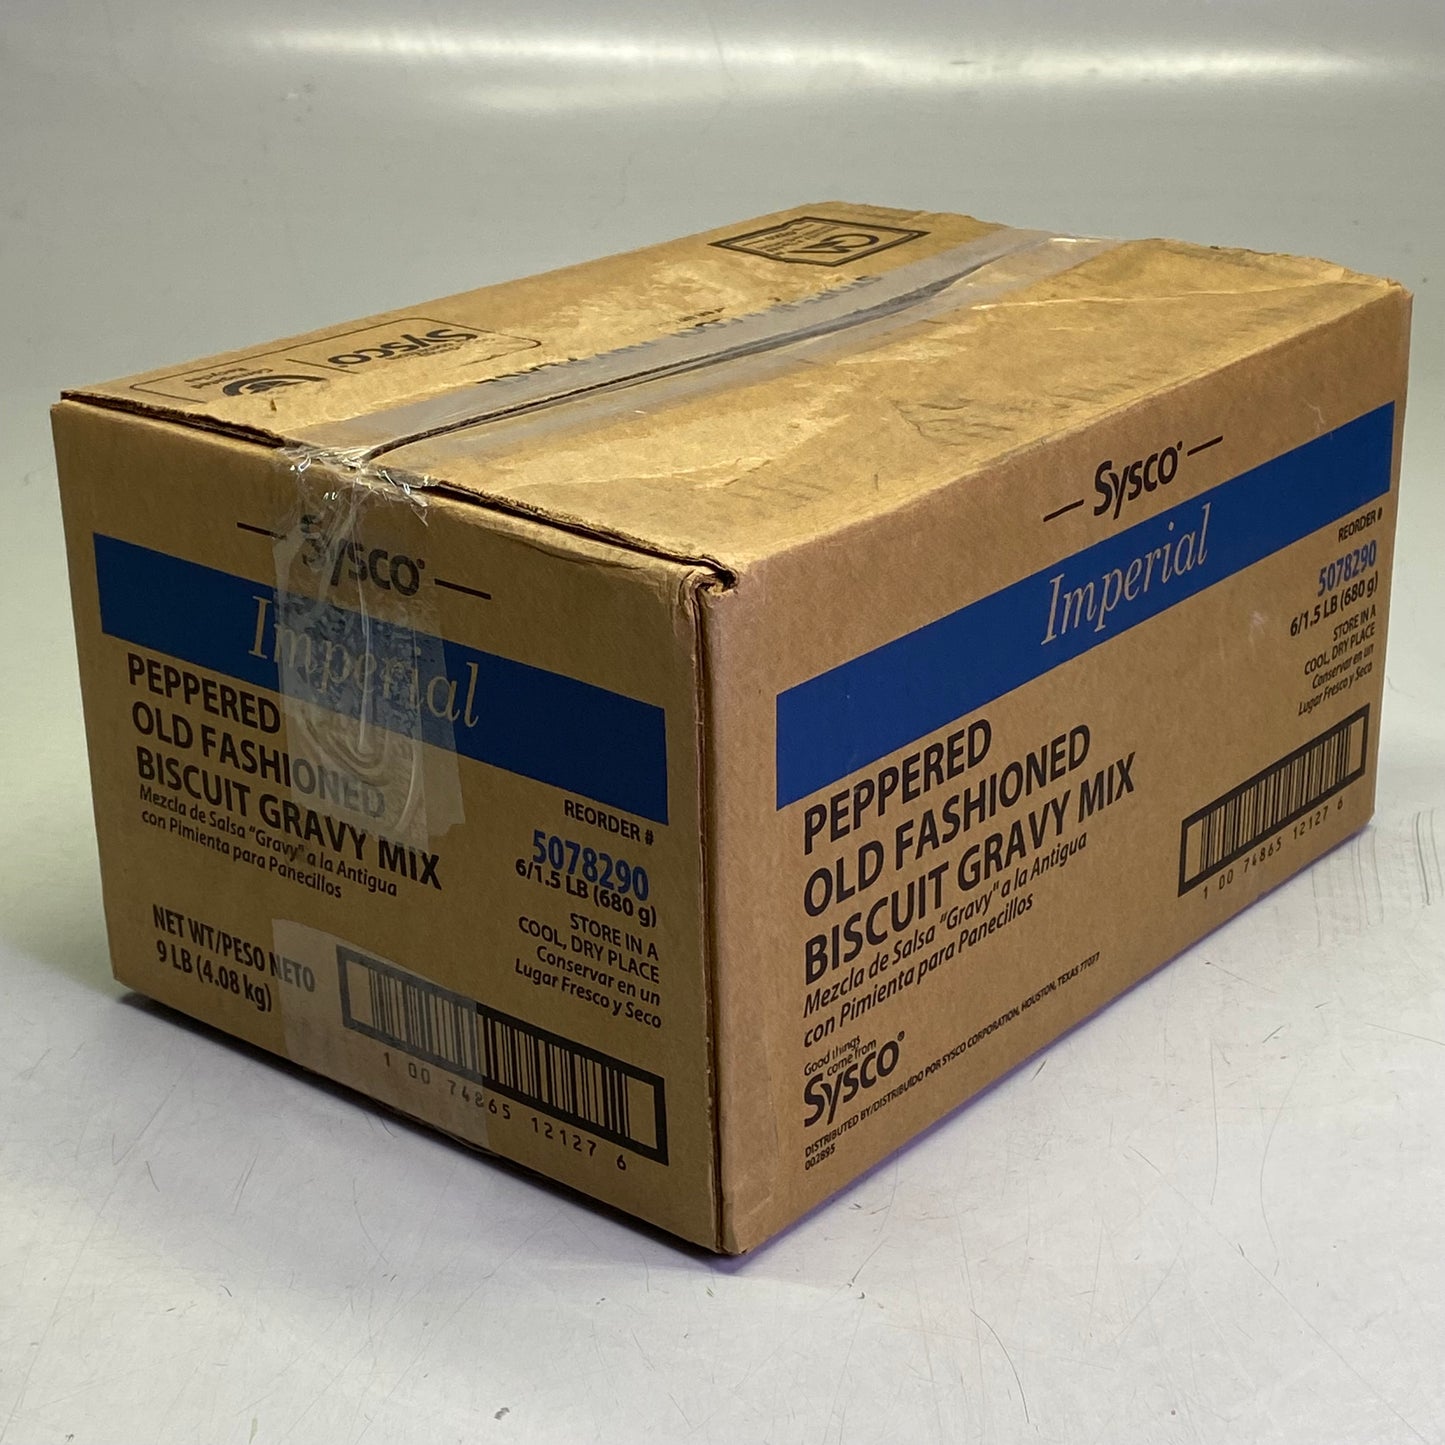 Sysco®
Sysco®
Imperial
PEPPERED
OLD FASHIONED
BISCUIT GRAVY MIX
Mezcla de Salsa "Gravy" a la Antigua
con Pimienta para Panecillos
REORDER #
5078290
6/1.5 LB (680 g)
STORE IN A
COOL, DRY PLACE
Conservar en un
Lugar Fresco y Seco
NET WT/PESO NETO
9 LB (4.08 kg)
1 00 74865 12127 6
Sysco®
Imperial
REORDER #
5078290
6/1.5 LB (680 g)
STORE IN A
COOL, DRY PLACE
Conservar en un
Lugar Fresco y Seco
PEPPERED
OLD FASHIONED
BISCUIT GRAVY MIX
Mezcla de Salsa "Gravy" a la Antigua
con Pimienta para Panecillos
1 00 74865 12127 6
Good things
come from
Sysco®
DISTRIBUTED BY/DISTRIBUIDO POR SYSCO CORPORATION, HOUSTON, TEXAS 77077
002895